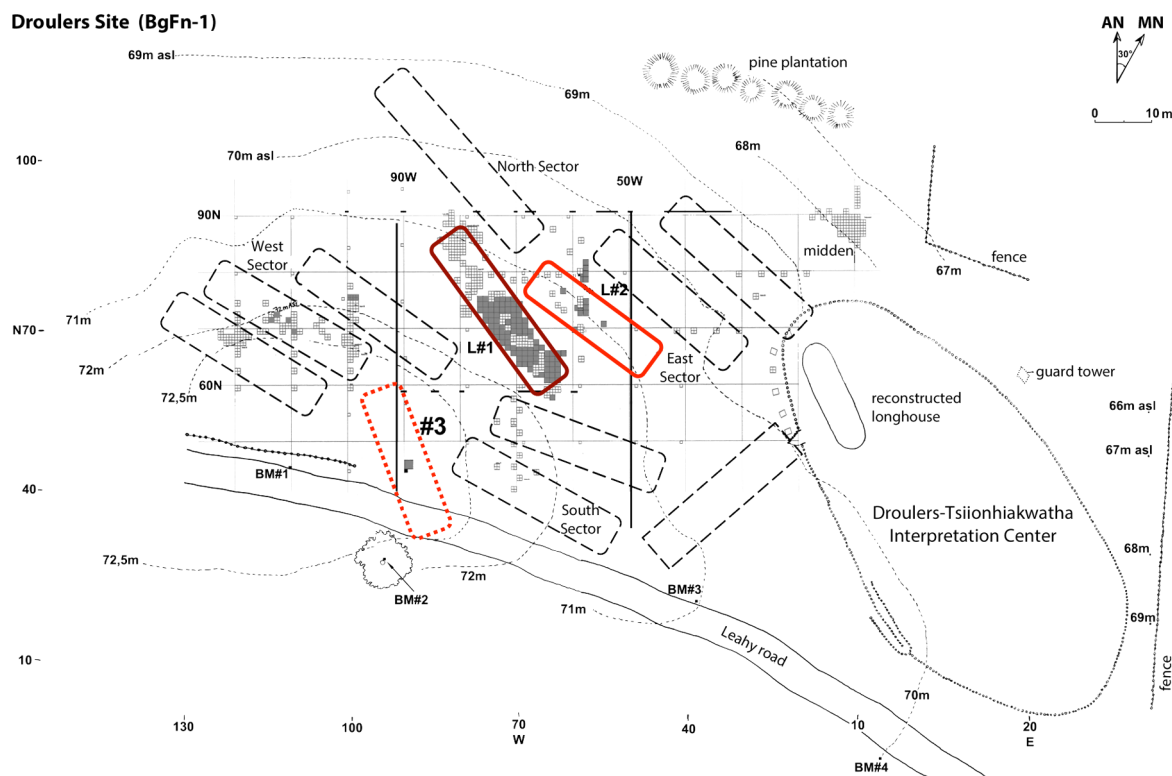 Droulers Site (BgFn-1)
AN MN
30°
0 10 m
69m asl
pine plantation
69m
68m
100
70m asl
North Sector
90W
50W
90N
West
Sector
midden
67m
fence
L#2
71m
N70
L#1
East
Sector
72m
guard tower
60N
72,5m
reconstructed
longhouse
66m asl
#3
67m asl
BM#1
40
South
Sector
Droulers-Tsiionhiakwatha
Interpretation Center
72,5m
72m
68m
BM#2
BM#3
71m
69m
Leahy road
10
fence
70m
130
100
70
W
40
10
20
E
BM#4